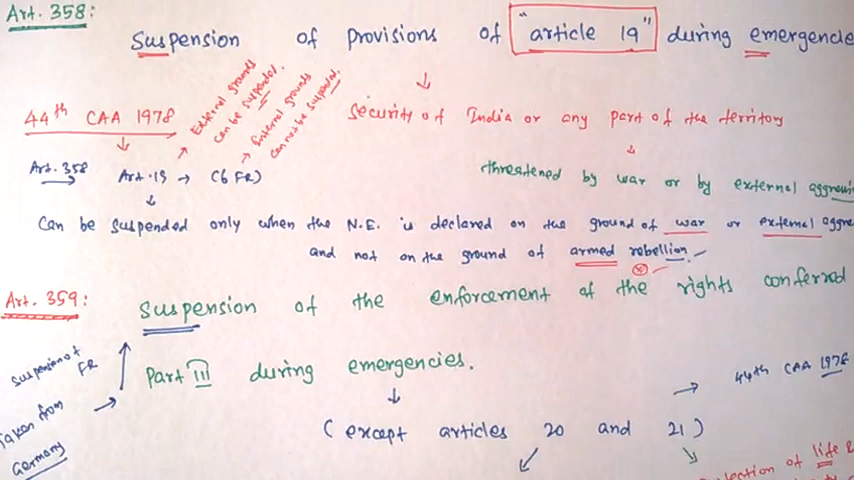 Art. 358:
Suspension of provisions of "article 19" during emergencie
44th CAA 1978
External grounds
can be suspended.
Internal grounds
cannot be suspended.
Security of India or any part of the territory
Art. 358 Art. 19 → (6 FR)
threatened by war or by external
Can be suspended only when the N.E. is declared on the ground of war or external aggre
and not on the ground of armed rebellion.
Art. 359:
Suspension of the enforcement of the rights conferred
Part III during emergencies.
suspension of
FR
Taken from
Germany
44th CAA 1978
(except articles 20 and 21)
of life &